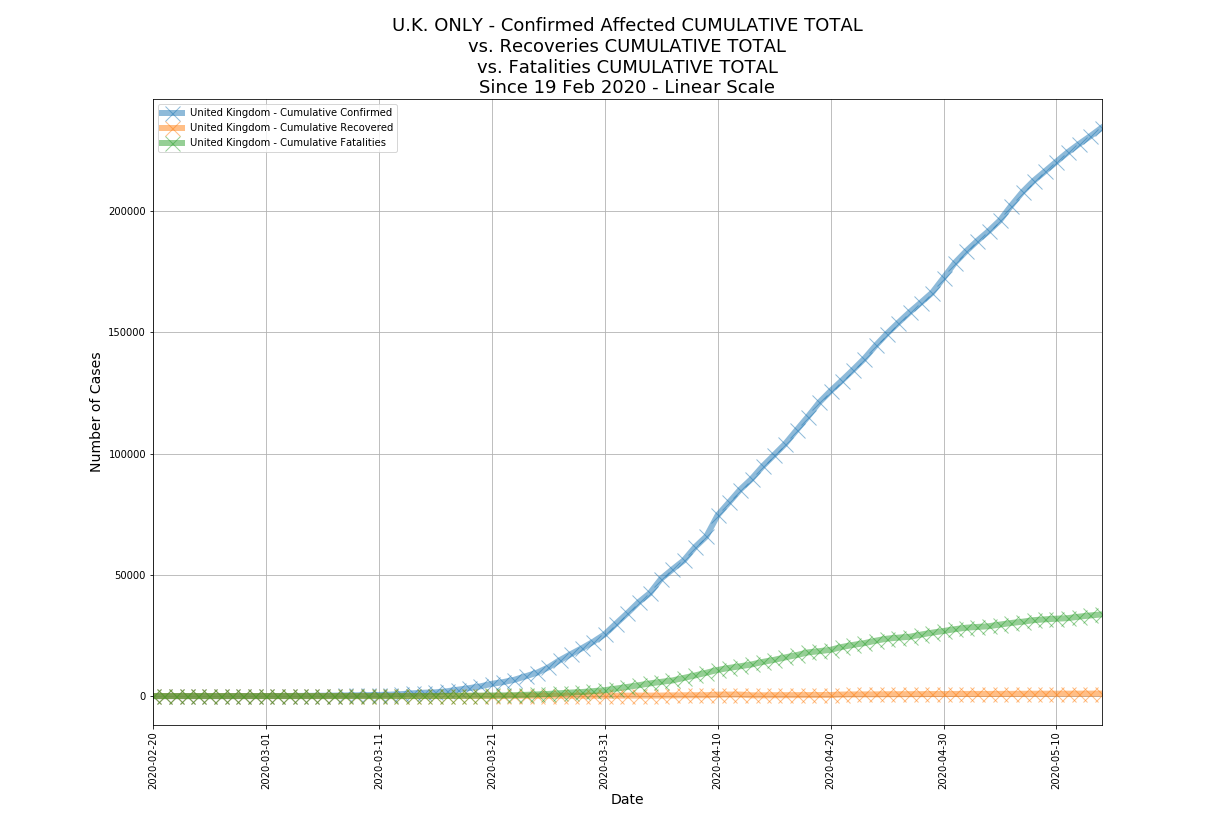 U.K. ONLY - Confirmed Affected CUMULATIVE TOTAL
vs. Recoveries CUMULATIVE TOTAL
vs. Fatalities CUMULATIVE TOTAL
Since 19 Feb 2020 - Linear Scale
United Kingdom - Cumulative Confirmed
United Kingdom - Cumulative Recovered
United Kingdom - Cumulative Fatalities
Number of Cases
200000
150000
100000
50000
0
2020-02-20
2020-03-01
2020-03-11
2020-03-21
2020-03-31
2020-04-10
2020-04-20
2020-04-30
2020-05-10
Date